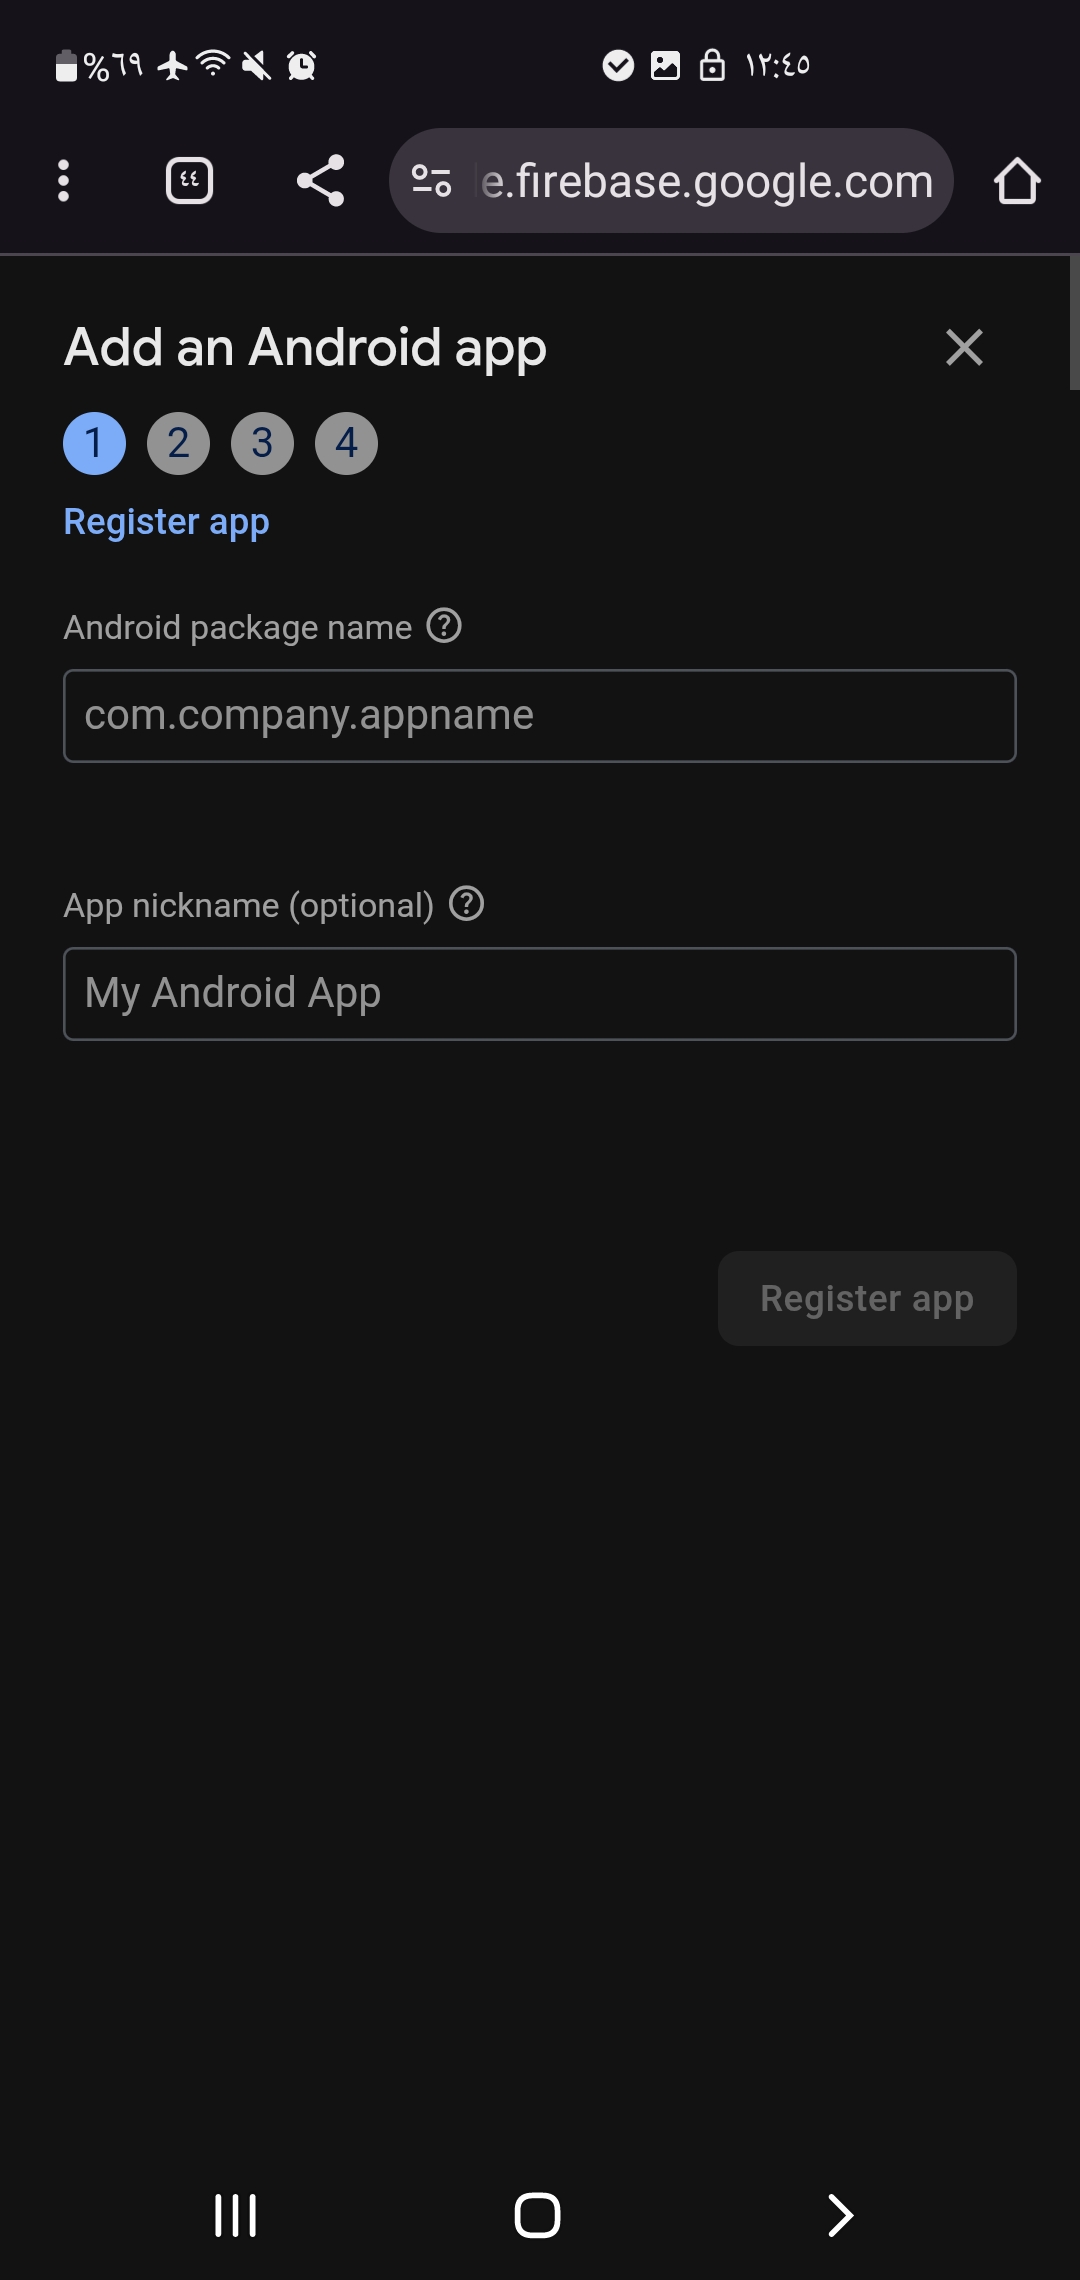 %٦٩ ١٢:٤٥
٤٤ e.firebase.google.com
Add an Android app
1 2 3 4
Register app
Android package name
com.company.appname
App nickname (optional)
My Android App
Register app